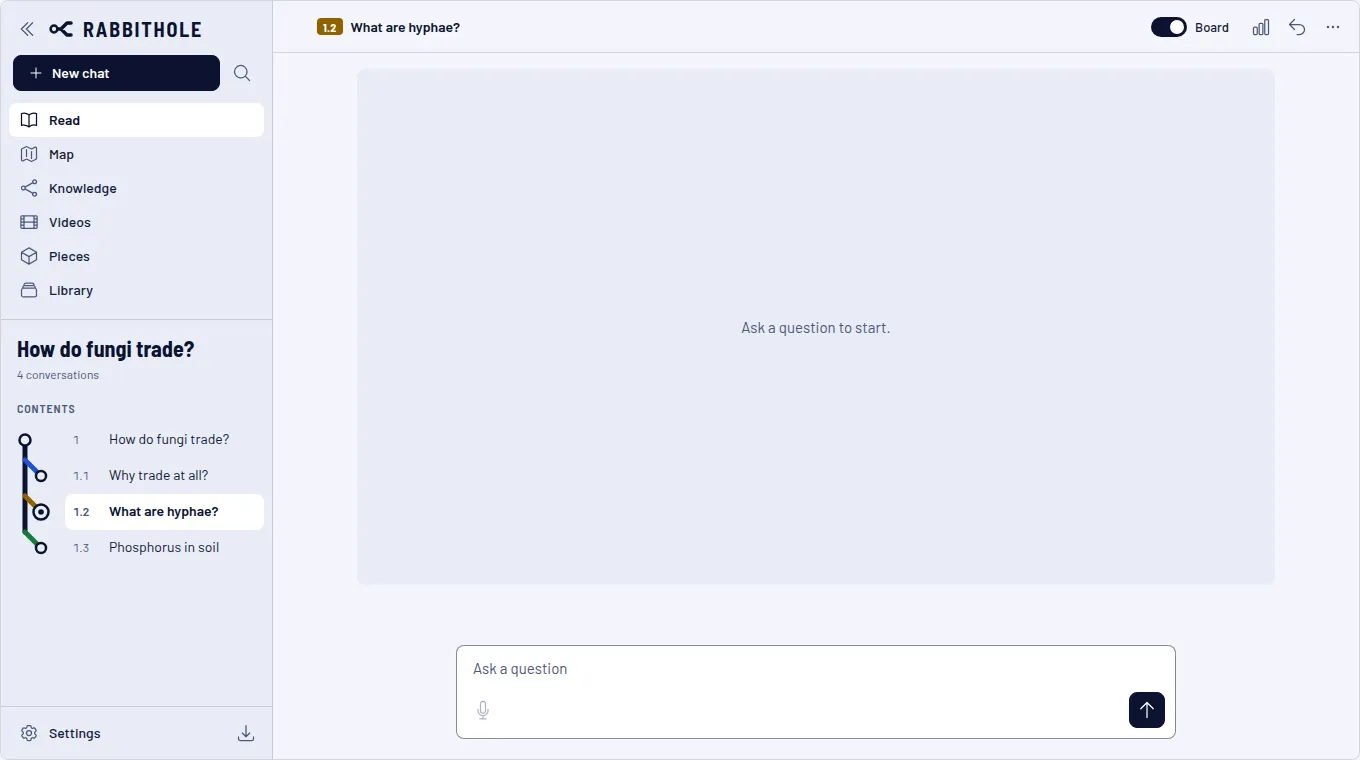 RABBITHOLE
New chat
Read
Map
Knowledge
Videos
Pieces
Library
How do fungi trade?
4 conversations
CONTENTS
1 How do fungi trade?
1.1 Why trade at all?
1.2 What are hyphae?
1.3 Phosphorus in soil
Settings
1.2 What are hyphae?
Board
Ask a question to start.
Ask a question